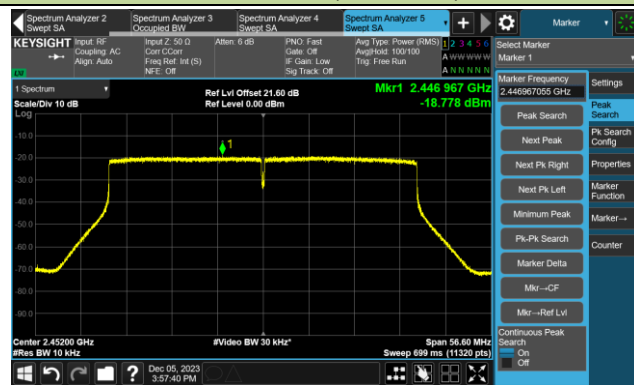 Spectrum Analyzer 2
Swept SA
Spectrum Analyzer 3
Occupied BW
Spectrum Analyzer 4
Swept SA
Spectrum Analyzer 5
Swept SA
Marker
KEYSIGHT
Input: RF
Coupling: AC
Align: Auto
Input Z: 50 Ω
Corr CCorr
Freq Ref: Int (S)
NFE: Off
Atten: 6 dB
PNO: Fast
Gate: Off
IF Gain: Low
Sig Track: Off
Avg Type: Power (RMS)
Avg|Hold: 100/100
Trig: Free Run
1 2 3 4 5 6
A W W W W W
A N N N N N
Select Marker
Marker 1
1 Spectrum
Scale/Div 10 dB
Log
Ref Lvl Offset 21.60 dB
Ref Level 0.00 dBm
Mkr1 2.446 967 GHz
-18.778 dBm
1
-10.0
-20.0
-30.0
-40.0
-50.0
-60.0
-70.0
-80.0
-90.0
Center 2.45200 GHz
#Res BW 10 kHz
#Video BW 30 kHz*
Span 56.60 MHz
Sweep 699 ms (11320 pts)
Marker Frequency
2.446967055 GHz
Peak Search
Next Peak
Next Pk Right
Next Pk Left
Minimum Peak
Pk-Pk Search
Marker Delta
Mkr→CF
Mkr→Ref Lvl
Continuous Peak
Search
On
Off
Settings
Peak
Search
Pk Search
Config
Properties
Marker
Function
Marker→
Counter
Dec 05, 2023
3:57:40 PM